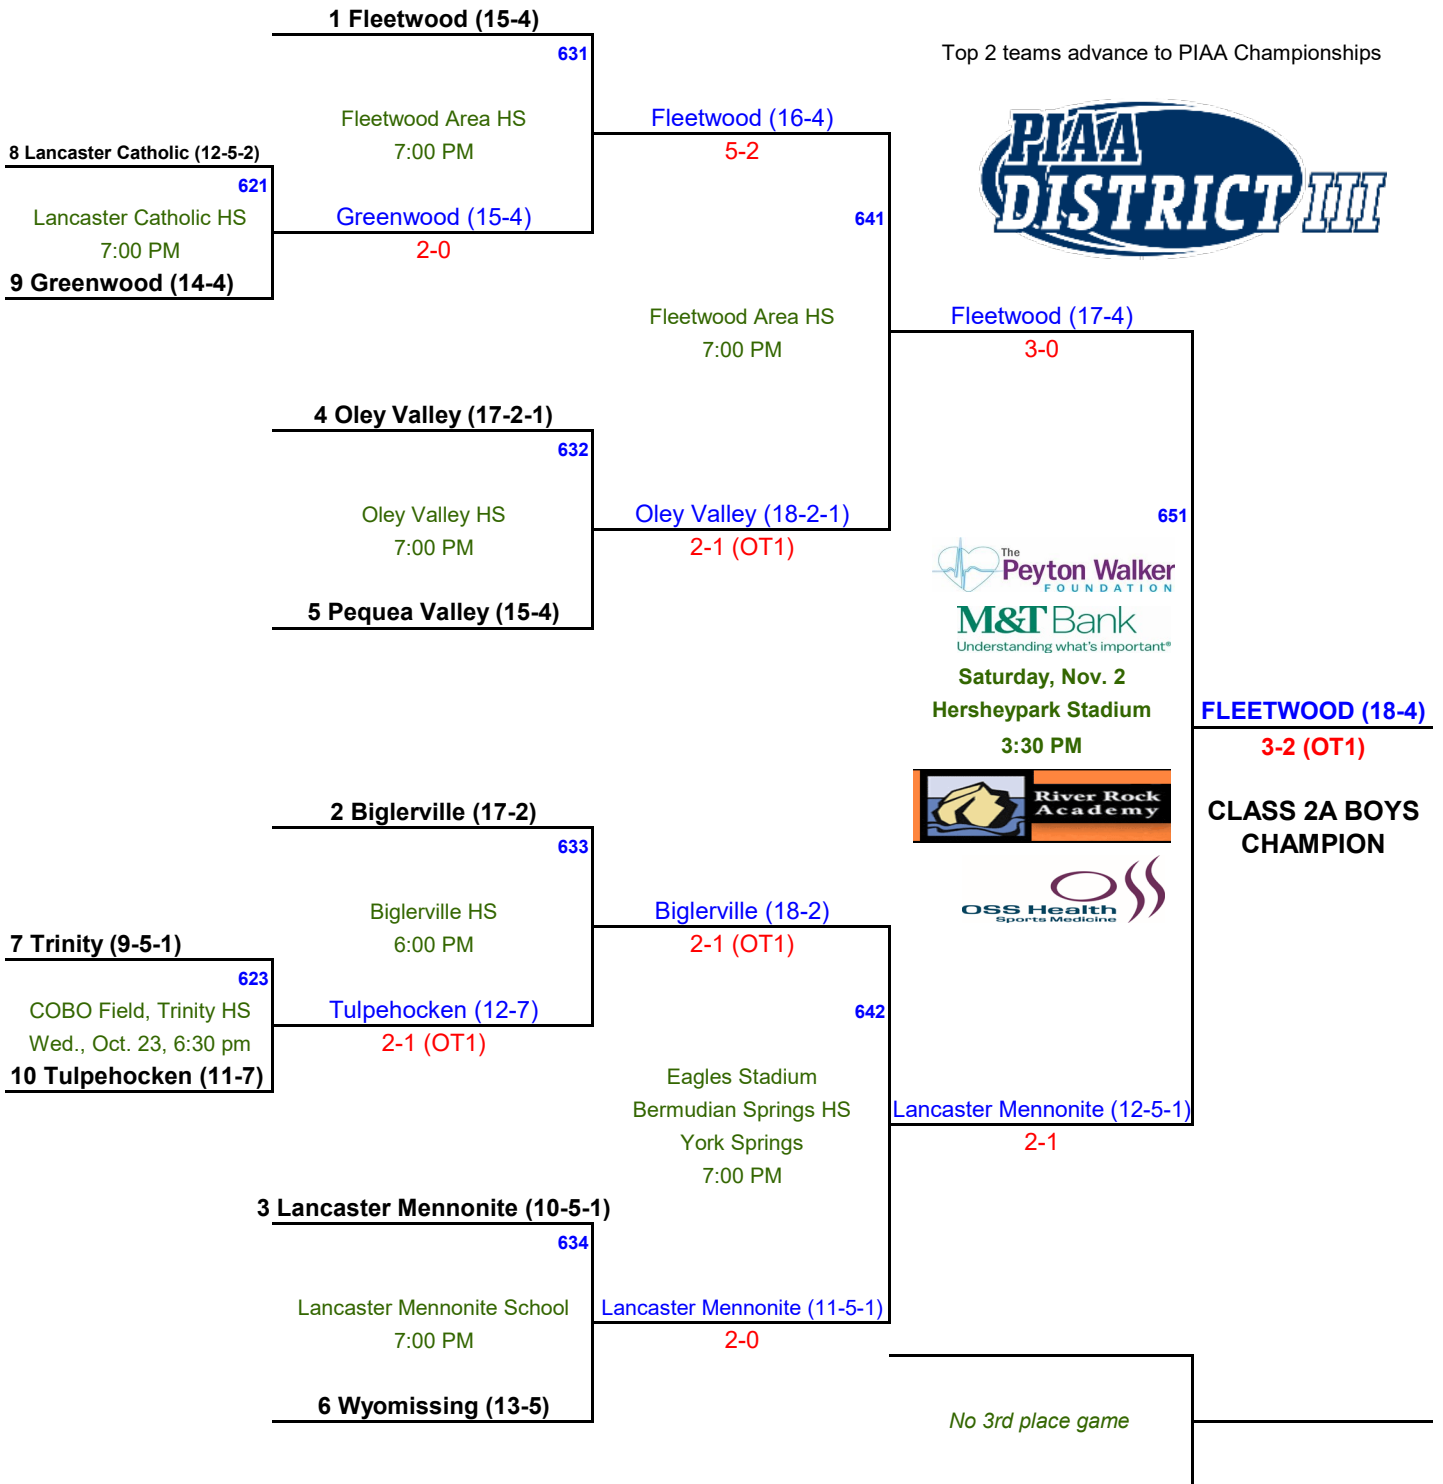 1 Fleetwood (15-4)
631
Top 2 teams advance to PIAA Championships
Fleetwood Area HS
7:00 PM
Fleetwood (16-4)
5-2
PIAA
DISTRICT III
8 Lancaster Catholic (12-5-2)
621
Lancaster Catholic HS
7:00 PM
Greenwood (15-4)
2-0
9 Greenwood (14-4)
641
Fleetwood Area HS
7:00 PM
Fleetwood (17-4)
3-0
4 Oley Valley (17-2-1)
632
Oley Valley HS
7:00 PM
Oley Valley (18-2-1)
2-1 (OT1)
5 Pequea Valley (15-4)
651
The
Peyton Walker
FOUNDATION
M&T Bank
Understanding what's important®
Saturday, Nov. 2
Hersheypark Stadium
3:30 PM
River Rock
Academy
OSS Health
Sports Medicine
FLEETWOOD (18-4)
3-2 (OT1)
CLASS 2A BOYS
CHAMPION
2 Biglerville (17-2)
633
Biglerville HS
6:00 PM
Biglerville (18-2)
2-1 (OT1)
7 Trinity (9-5-1)
623
COBO Field, Trinity HS
Wed., Oct. 23, 6:30 pm
Tulpehocken (12-7)
2-1 (OT1)
10 Tulpehocken (11-7)
642
Eagles Stadium
Bermudian Springs HS
York Springs
7:00 PM
Lancaster Mennonite (12-5-1)
2-1
3 Lancaster Mennonite (10-5-1)
634
Lancaster Mennonite School
7:00 PM
Lancaster Mennonite (11-5-1)
2-0
6 Wyomissing (13-5)
No 3rd place game